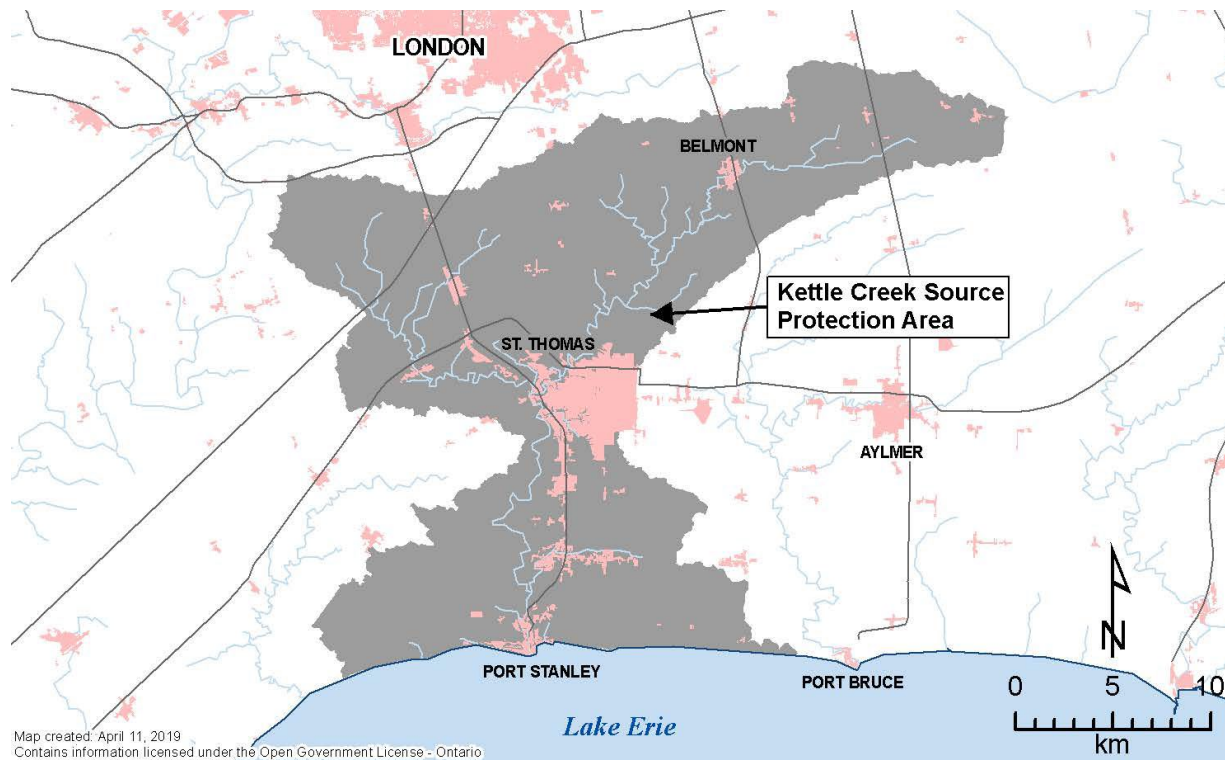 LONDON
BELMONT
Kettle Creek Source
Protection Area
ST. THOMAS
AYLMER
N
PORT STANLEY
PORT BRUCE
0 5 10
km
Lake Erie
Map created: April 11, 2019
Contains information licensed under the Open Government License - Ontario